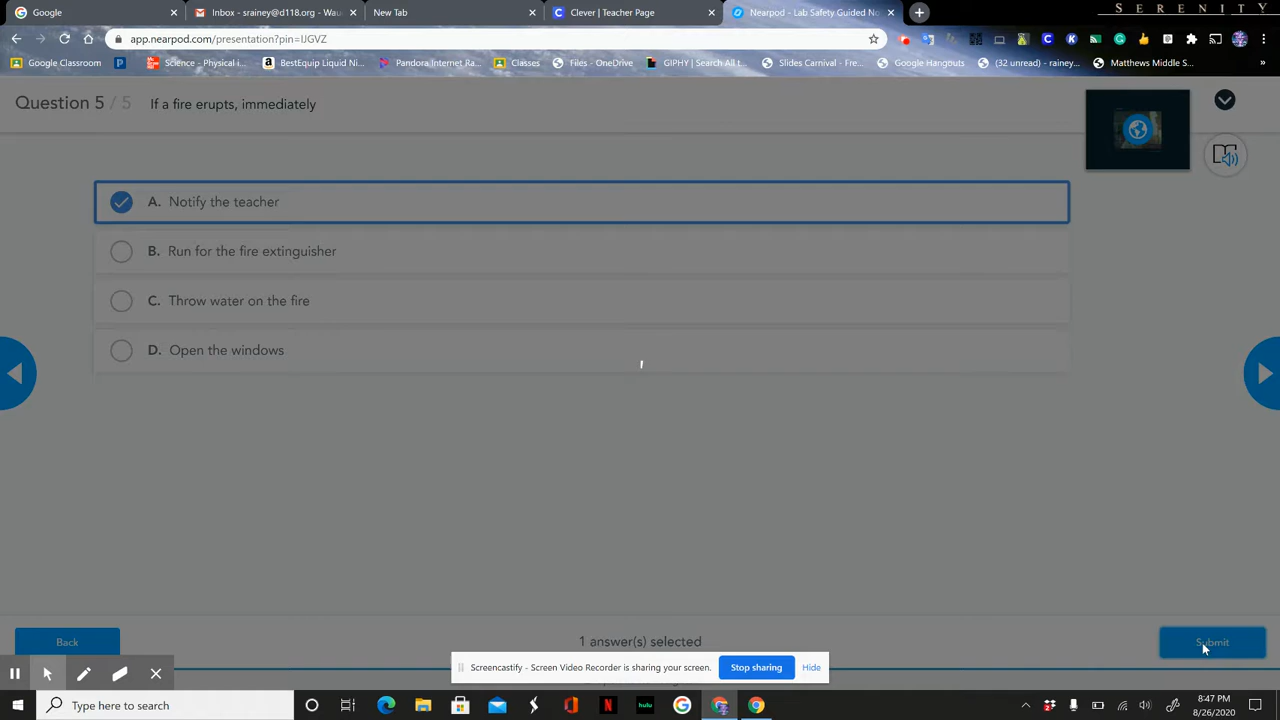 SERENITY
Google
Inbox - srainey@d118.org - Wau
New Tab
Clever | Teacher Page
Nearpod - Lab Safety Guided No
app.nearpod.com/presentation?pin=IJGVZ
Google Classroom
Science - Physical i...
BestEquip Liquid Ni...
Pandora Internet Ra...
Classes
Files - OneDrive
GIPHY | Search All t...
Slides Carnival - Fre...
Google Hangouts
(32 unread) - rainey...
Matthews Middle S...
Question 5 / 5 If a fire erupts, immediately
A. Notify the teacher
B. Run for the fire extinguisher
C. Throw water on the fire
D. Open the windows
Back
1 answer(s) selected
Submit
Screencastify - Screen Video Recorder is sharing your screen.
Stop sharing
Hide
Type here to search
hulu
8:47 PM
8/26/2020